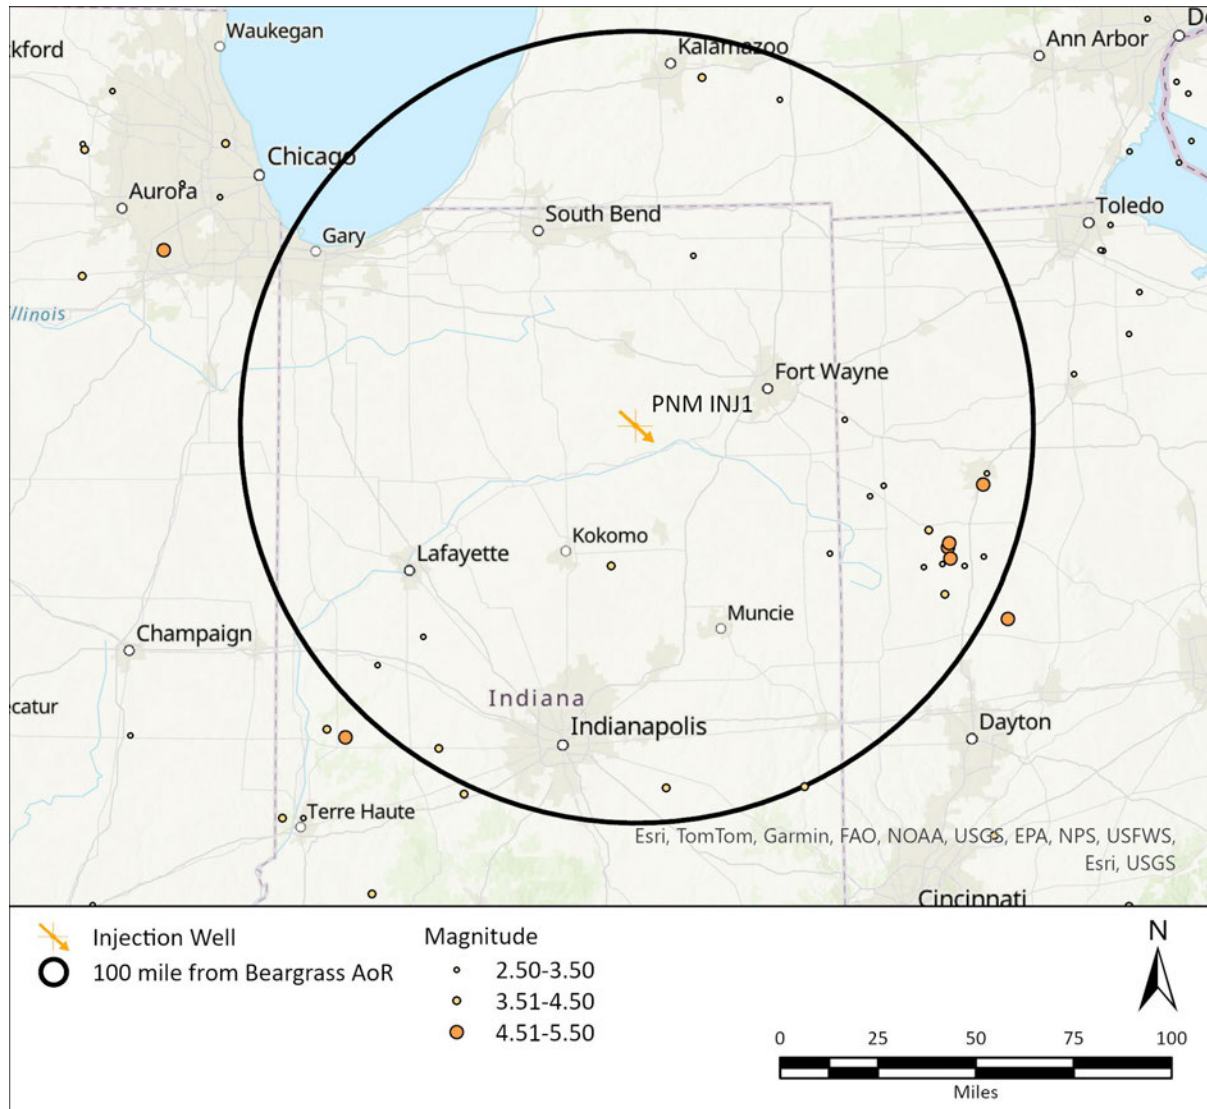 Waukegan
ckford
Kalamazoo
Ann Arbor
De
Chicago
Aurora
South Bend
Toledo
Gary
Illinois
Fort Wayne
PNM INJ1
Kokomo
Lafayette
Muncie
Champaign
Indiana
ecatur
Indianapolis
Dayton
Terre Haute
Esri, TomTom, Garmin, FAO, NOAA, USGS, EPA, NPS, USFWS,
Esri, USGS
Cincinnati
Injection Well
100 mile from Beargrass AoR
Magnitude
2.50-3.50
3.51-4.50
4.51-5.50
N
0 25 50 75 100
Miles